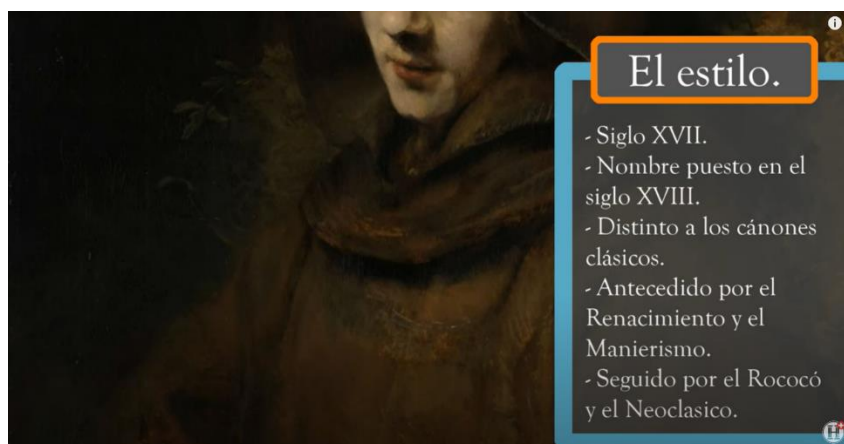 El estilo.
- Siglo XVII.
- Nombre puesto en el
siglo XVIII.
- Distinto a los cánones
clásicos.
- Antecedido por el
Renacimiento y el
Manierismo.
- Seguido por el Rococó
y el Neoclasico.